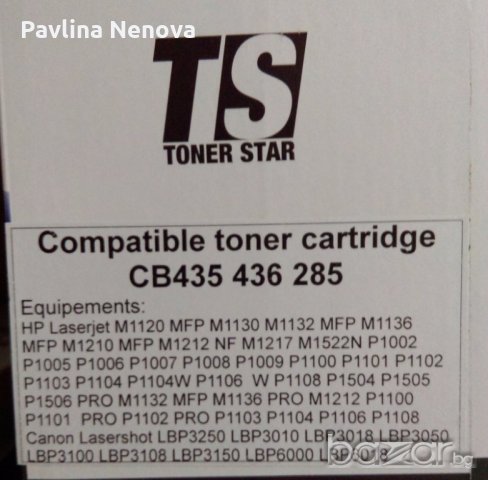 Pavlina Nenova
TS
TONER STAR
Compatible toner cartridge
CB435 436 285
Equipements:
HP Laserjet M1120 MFP M1130 M1132 MFP M1136
MFP M1210 MFP M1212 NF M1217 M1522N P1002
P1005 P1006 P1007 P1008 P1009 P1100 P1101 P1102
P1103 P1104 P1104W P1106 W P1108 P1504 P1505
P1506 PRO M1132 MFP M1136 PRO M1212 P1100
P1101 PRO P1102 PRO P1103 P1104 P1106 P1108
Canon Lasershot LBP3250 LBP3010 LBP3018 LBP3050
LBP3100 LBP3108 LBP3150 LBP6000 LBP6018
bazar.бг